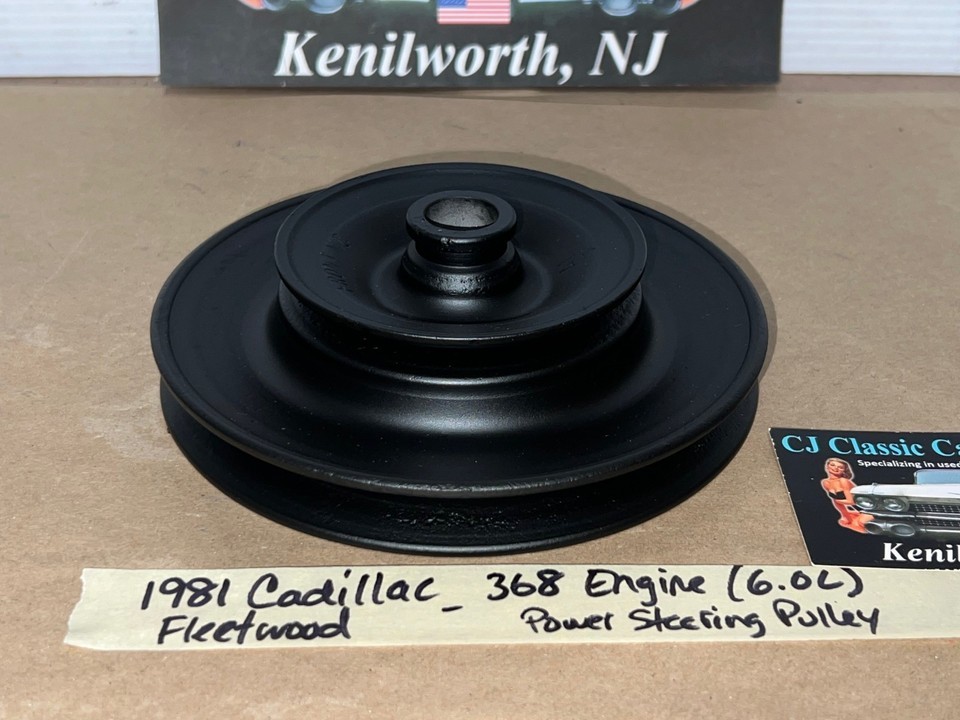 Kenilworth, NJ
CJ Classic Ca
Specializing in used
Kenil
1981 Cadillac - 368 Engine (6.0L)
Fleetwood Power Steering Pulley